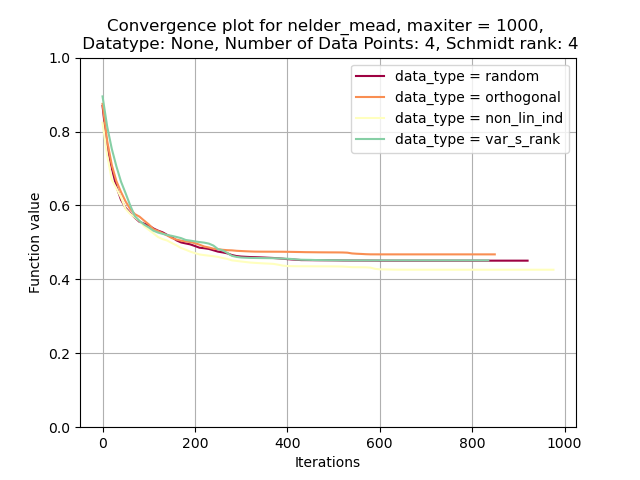 Convergence plot for nelder_mead, maxiter = 1000,
Datatype: None, Number of Data Points: 4, Schmidt rank: 4
data_type = random
data_type = orthogonal
data_type = non_lin_ind
data_type = var_s_rank
Function value
1.0
0.8
0.6
0.4
0.2
0.0
0 200 400 600 800 1000
Iterations